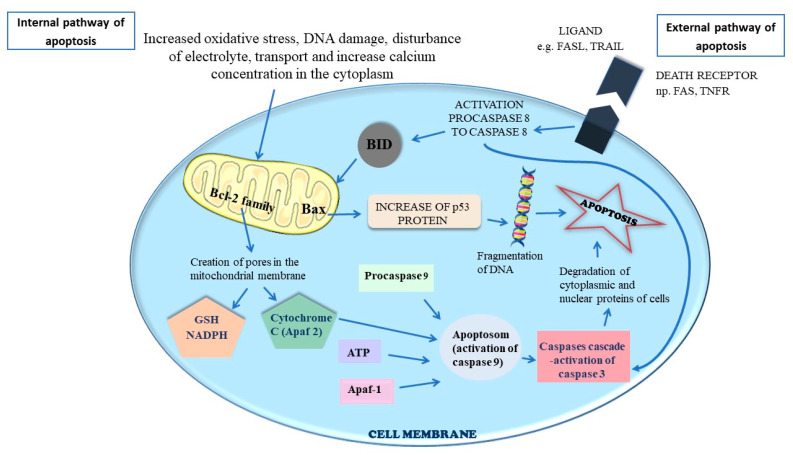 Internal pathway of
apoptosis
Increased oxidative stress, DNA damage, disturbance
of electrolyte, transport and increase calcium
concentration in the cytoplasm
LIGAND
e.g. FASL, TRAIL
External pathway of
apoptosis
DEATH RECEPTOR
np. FAS, TNFR
ACTIVATION
PROCASPASE 8
TO CASPASE 8
BID
Bcl-2 family
Bax
INCREASE OF p53
PROTEIN
APOPTOSIS
Fragmentation
of DNA
Creation of pores in the
mitochondrial membrane
Procaspase 9
Degradation of
cytoplasmic and
nuclear proteins of cells
GSH
NADPH
Cytochrome
C (Apaf 2)
ATP
Apaf-1
Apoptosom
(activation of
caspase 9)
Caspases cascade
-activation of
caspase 3
CELL MEMBRANE